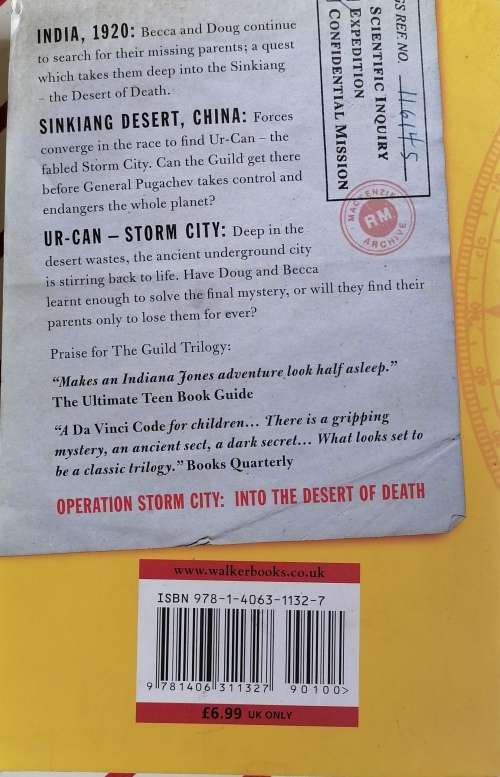 INDIA, 1920: Becca and Doug continue
to search for their missing parents; a quest
which takes them deep into the Sinkiang
– the Desert of Death.
SINKIANG DESERT, CHINA: Forces
converge in the race to find Ur-Can – the
fabled Storm City. Can the Guild get there
before General Pugachev takes control and
endangers the whole planet?
UR-CAN – STORM CITY: Deep in the
desert wastes, the ancient underground city
is stirring back to life. Have Doug and Becca
learnt enough to solve the final mystery, or will they find their
parents only to lose them for ever?
Praise for The Guild Trilogy:
“Makes an Indiana Jones adventure look half asleep.”
The Ultimate Teen Book Guide
“A Da Vinci Code for children... There is a gripping
mystery, an ancient sect, a dark secret... What looks set to
be a classic trilogy.” Books Quarterly
OPERATION STORM CITY: INTO THE DESERT OF DEATH
GS REF. NO. 116145
SCIENTIFIC INQUIRY
EXPEDITION
CONFIDENTIAL MISSION
MACKENZIE
RM
ARCHIVE
www.walkerbooks.co.uk
ISBN 978-1-4063-1132-7
9 781406 311327 90100>
£6.99 UK ONLY